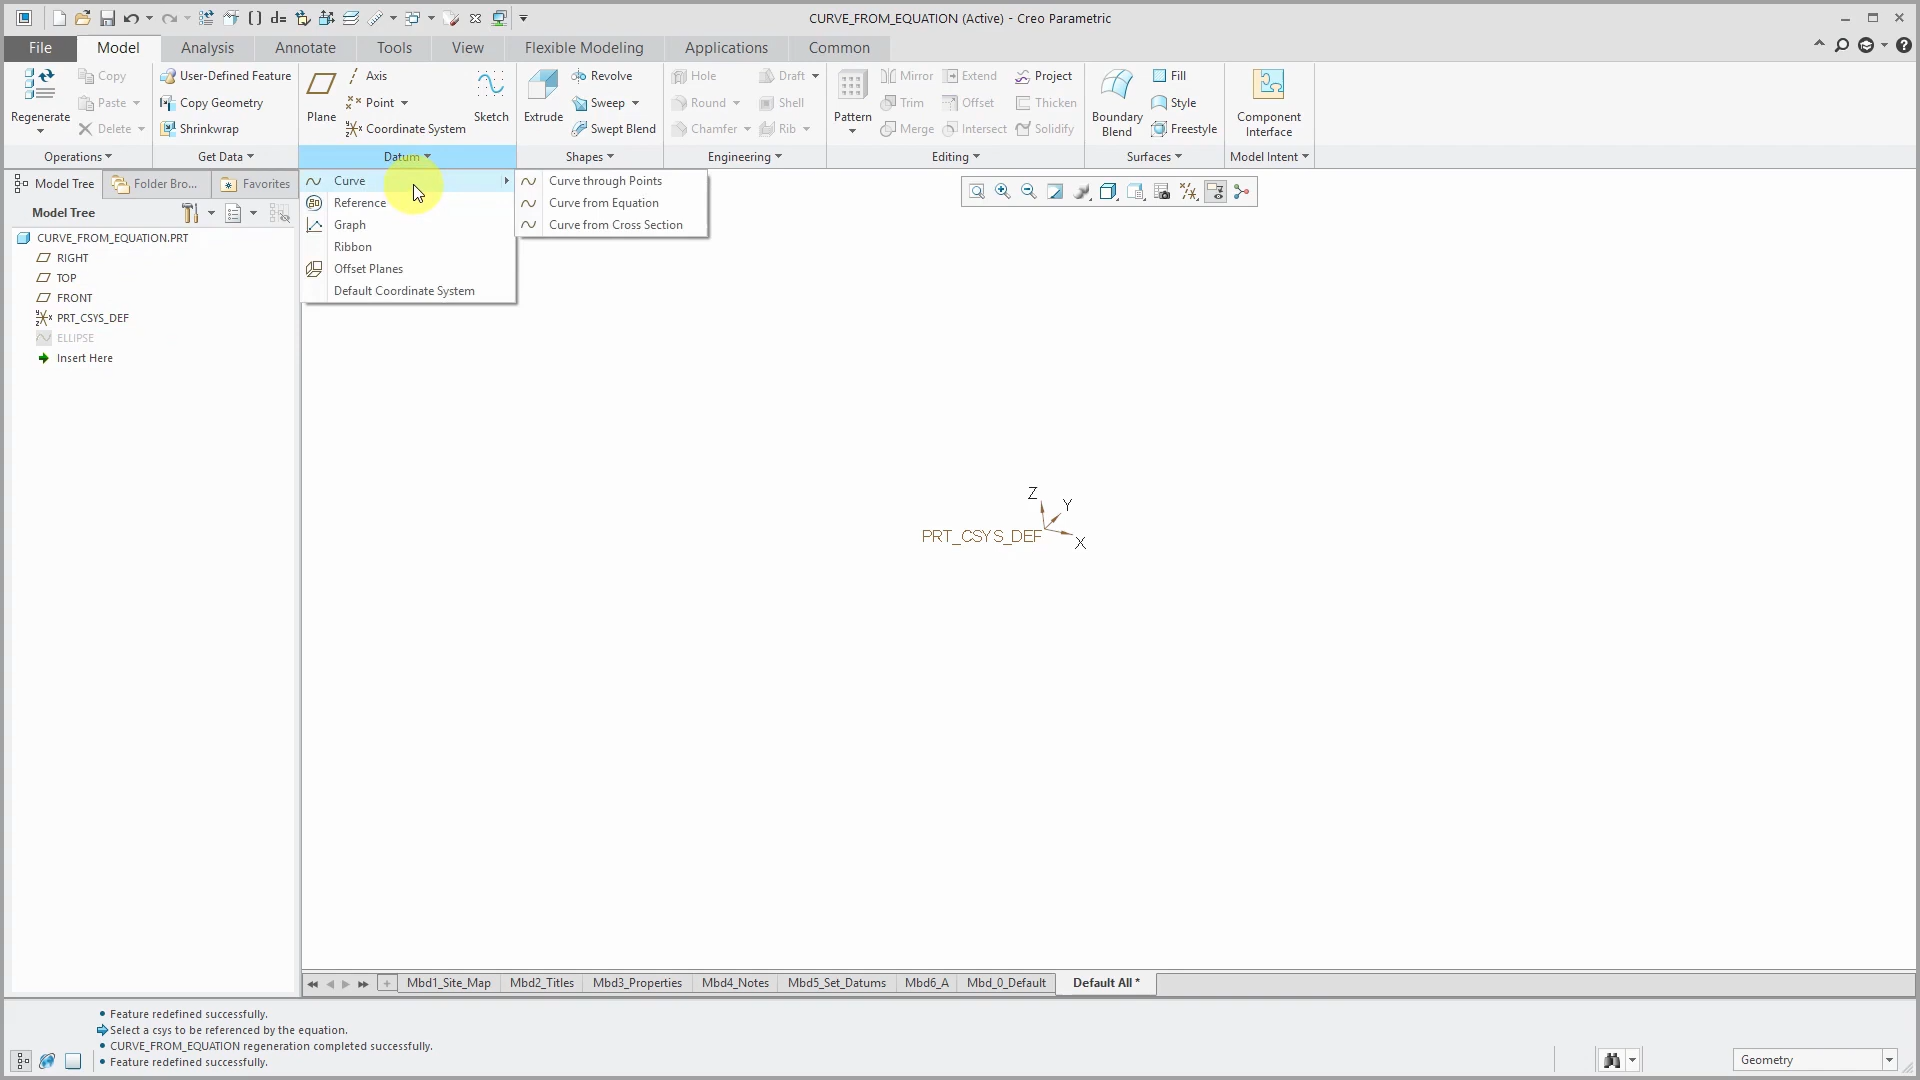 CURVE_FROM_EQUATION (Active) - Creo Parametric
File Model Analysis Annotate Tools View Flexible Modeling Applications Common
Regenerate Copy Paste Delete
User-Defined Feature
Copy Geometry
Shrinkwrap
Plane Axis Point Coordinate System Sketch
Extrude Revolve Sweep Swept Blend
Hole Draft
Round Shell
Chamfer Rib
Pattern Mirror Extend Project
Trim Offset Thicken
Merge Intersect Solidify
Boundary Blend Fill Style Freestyle
Component Interface
Operations Get Data Datum Shapes Engineering Editing Surfaces Model Intent
Model Tree Folder Bro... Favorites
Model Tree
CURVE_FROM_EQUATION.PRT
RIGHT
TOP
FRONT
PRT_CSYS_DEF
ELLIPSE
Insert Here
Curve
Reference
Graph
Ribbon
Offset Planes
Default Coordinate System
Curve through Points
Curve from Equation
Curve from Cross Section
Z
Y
PRT_CSYS_DEF
X
Mbd1_Site_Map Mbd2_Titles Mbd3_Properties Mbd4_Notes Mbd5_Set_Datums Mbd6_A Mbd_0_Default Default All *
• Feature redefined successfully.
Select a csys to be referenced by the equation.
• CURVE_FROM_EQUATION regeneration completed successfully.
• Feature redefined successfully.
Geometry